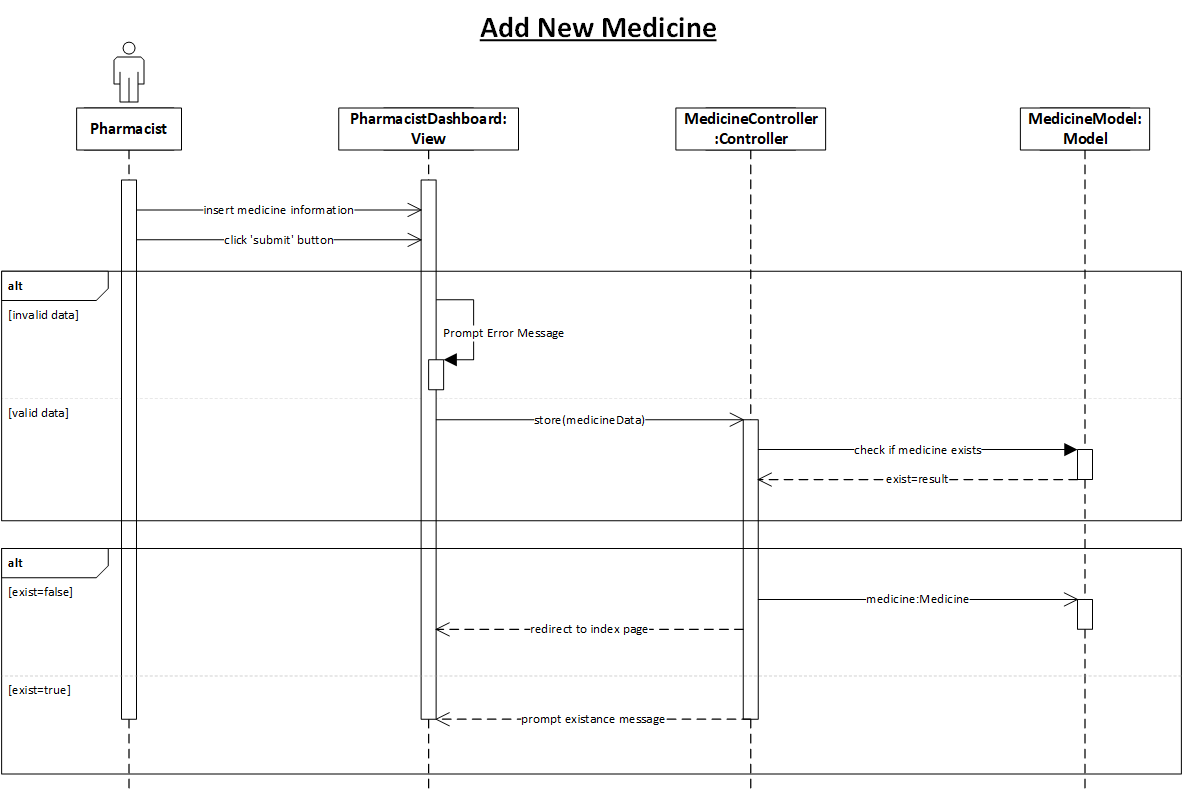 Add New Medicine
Pharmacist
PharmacistDashboard:
View
MedicineController
:Controller
MedicineModel:
Model
insert medicine information
click 'submit' button
alt
[invalid data]
Prompt Error Message
[valid data]
store(medicineData)
check if medicine exists
exist=result
alt
[exist=false]
medicine:Medicine
redirect to index page
[exist=true]
prompt existance message